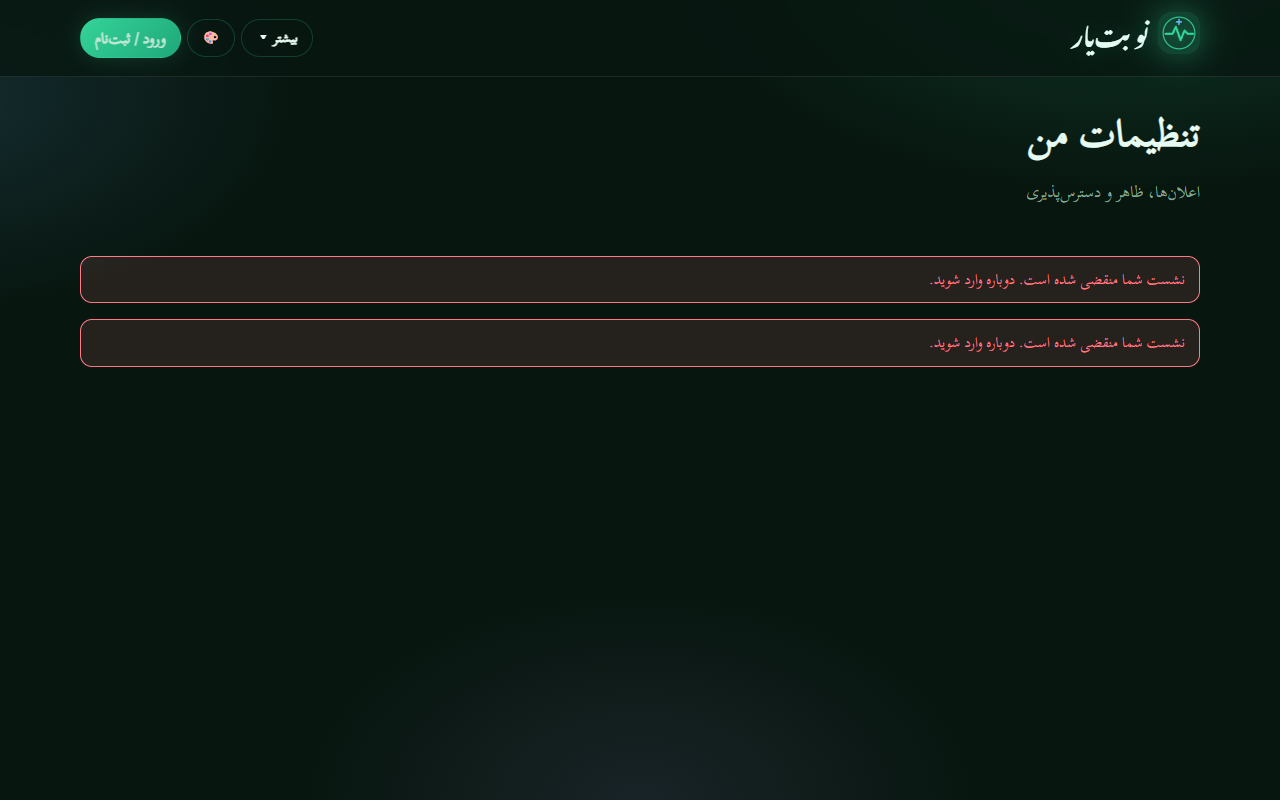 نوبت‌یار
بیشتر
ورود / ثبت‌نام
تنظیمات من
اعلان‌ها، ظاهر و دسترس‌پذیری
نشست شما منقضی شده است. دوباره وارد شوید.
نشست شما منقضی شده است. دوباره وارد شوید.